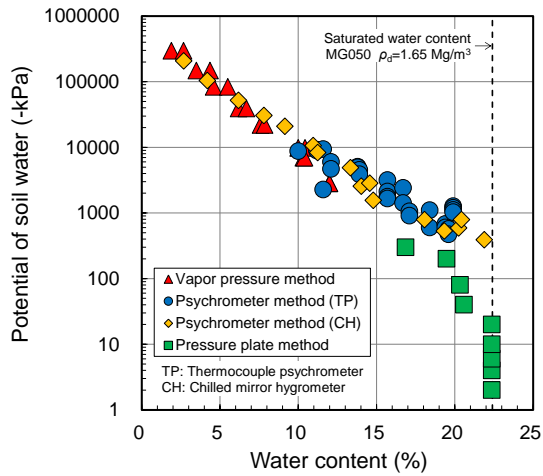 Potential of soil water (-kPa)
1000000
100000
10000
1000
100
10
1
Saturated water content
MG050 ρd=1.65 Mg/m³
Vapor pressure method
Psychrometer method (TP)
Psychrometer method (CH)
Pressure plate method
TP: Thermocouple psychrometer
CH: Chilled mirror hygrometer
0 5 10 15 20 25
Water content (%)